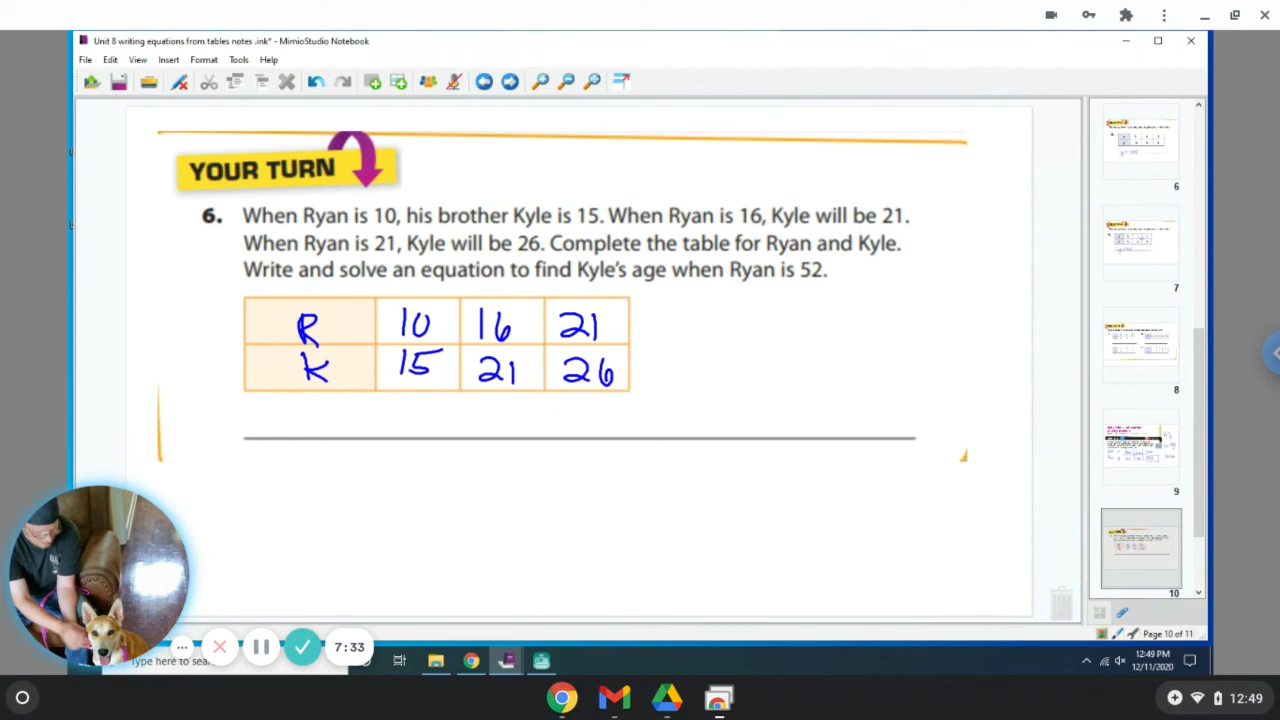 Unit 8 writing equations from tables notes .ink* - MimioStudio Notebook
File Edit View Insert Format Tools Help
YOUR TURN
6. When Ryan is 10, his brother Kyle is 15. When Ryan is 16, Kyle will be 21.
When Ryan is 21, Kyle will be 26. Complete the table for Ryan and Kyle.
Write and solve an equation to find Kyle's age when Ryan is 52.
R 10 16 21
K 15 21 26
6
7
8
9
10
Page 10 of 11
7:33
Type here to sea
12:49 PM
12/11/2020
12:49